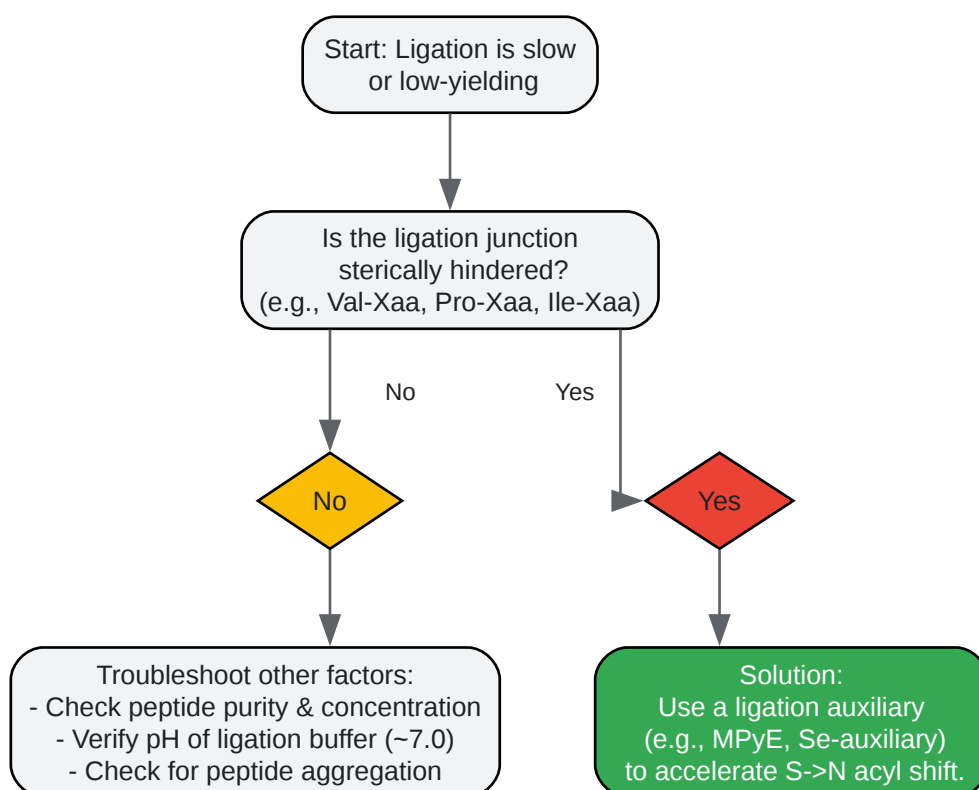 Start: Ligation is slow
or low-yielding
Is the ligation junction
sterically hindered?
(e.g., Val-Xaa, Pro-Xaa, Ile-Xaa)
No
Yes
No
Yes
Troubleshoot other factors:
- Check peptide purity & concentration
- Verify pH of ligation buffer (~7.0)
- Check for peptide aggregation
Solution:
Use a ligation auxiliary
(e.g., MPyE, Se-auxiliary)
to accelerate S->N acyl shift.